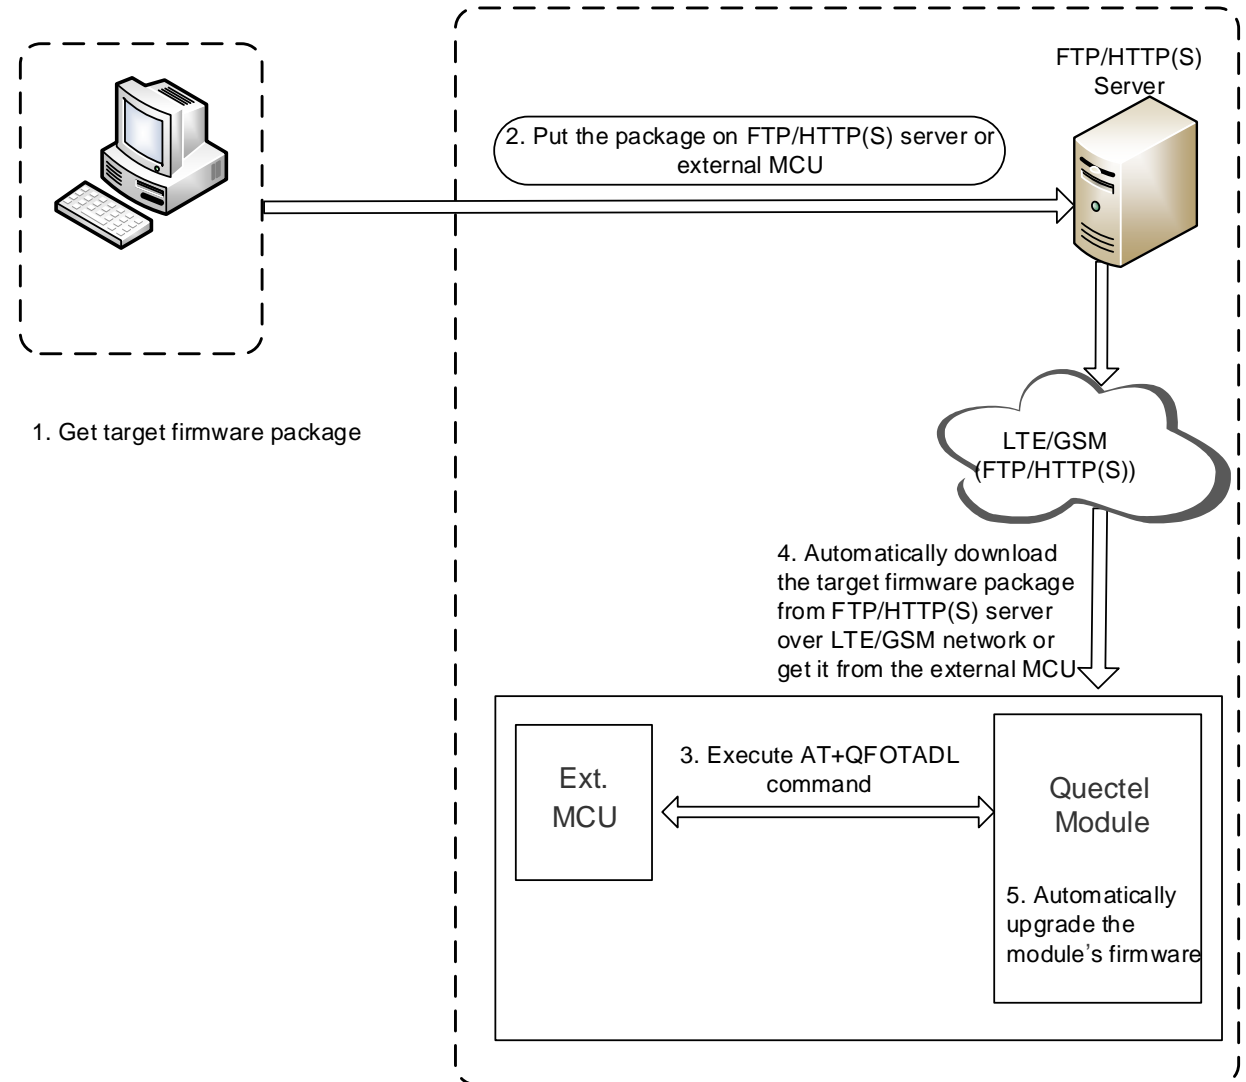 FTP/HTTP(S)
Server
2. Put the package on FTP/HTTP(S) server or
external MCU
1. Get target firmware package
LTE/GSM
(FTP/HTTP(S))
4. Automatically download
the target firmware package
from FTP/HTTP(S) server
over LTE/GSM network or
get it from the external MCU
3. Execute AT+QFOTADL
command
Ext.
MCU
Quectel
Module
5. Automatically
upgrade the
module’s firmware